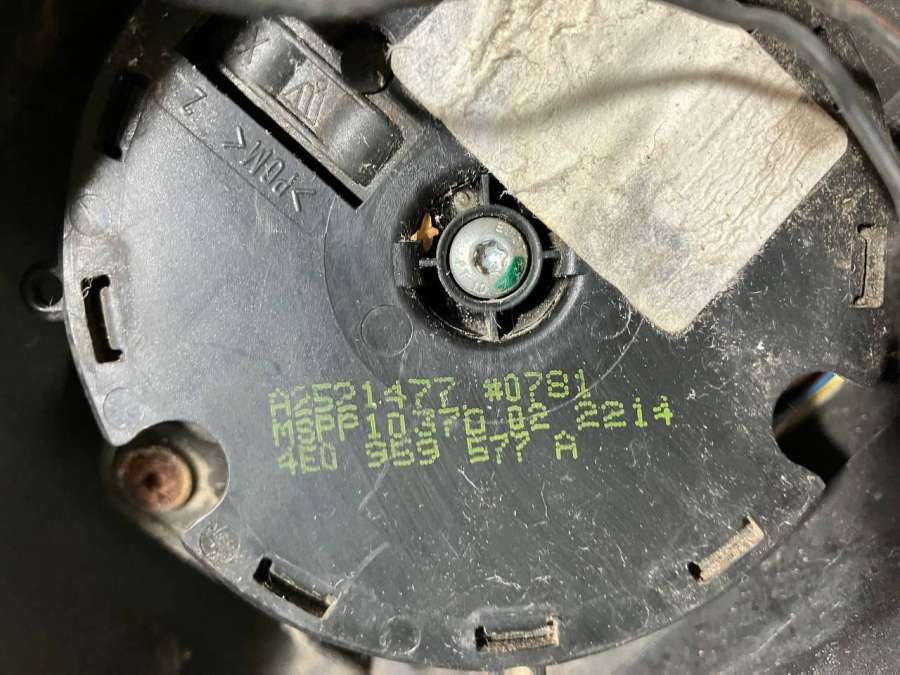 A2521477 #0781
MSPP10370 02 2214
4E0 959 577 A
>POM<